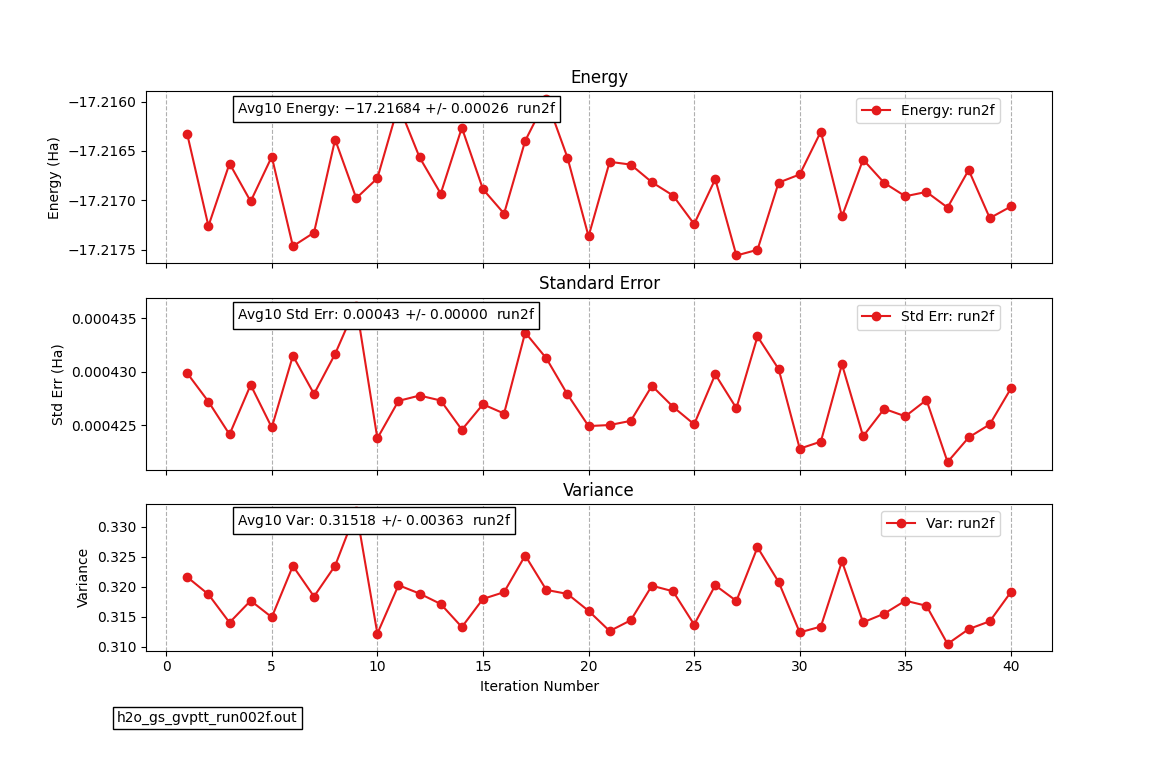 Energy
Avg10 Energy: −17.21684 +/- 0.00026  run2f
Energy: run2f
−17.2160
−17.2165
−17.2170
−17.2175
Energy (Ha)
Standard Error
Avg10 Std Err: 0.00043 +/- 0.00000  run2f
Std Err: run2f
0.000435
0.000430
0.000425
Std Err (Ha)
Variance
Avg10 Var: 0.31518 +/- 0.00363  run2f
Var: run2f
0.330
0.325
0.320
0.315
0.310
Variance
0 5 10 15 20 25 30 35 40
Iteration Number
h2o_gs_gvptt_run002f.out